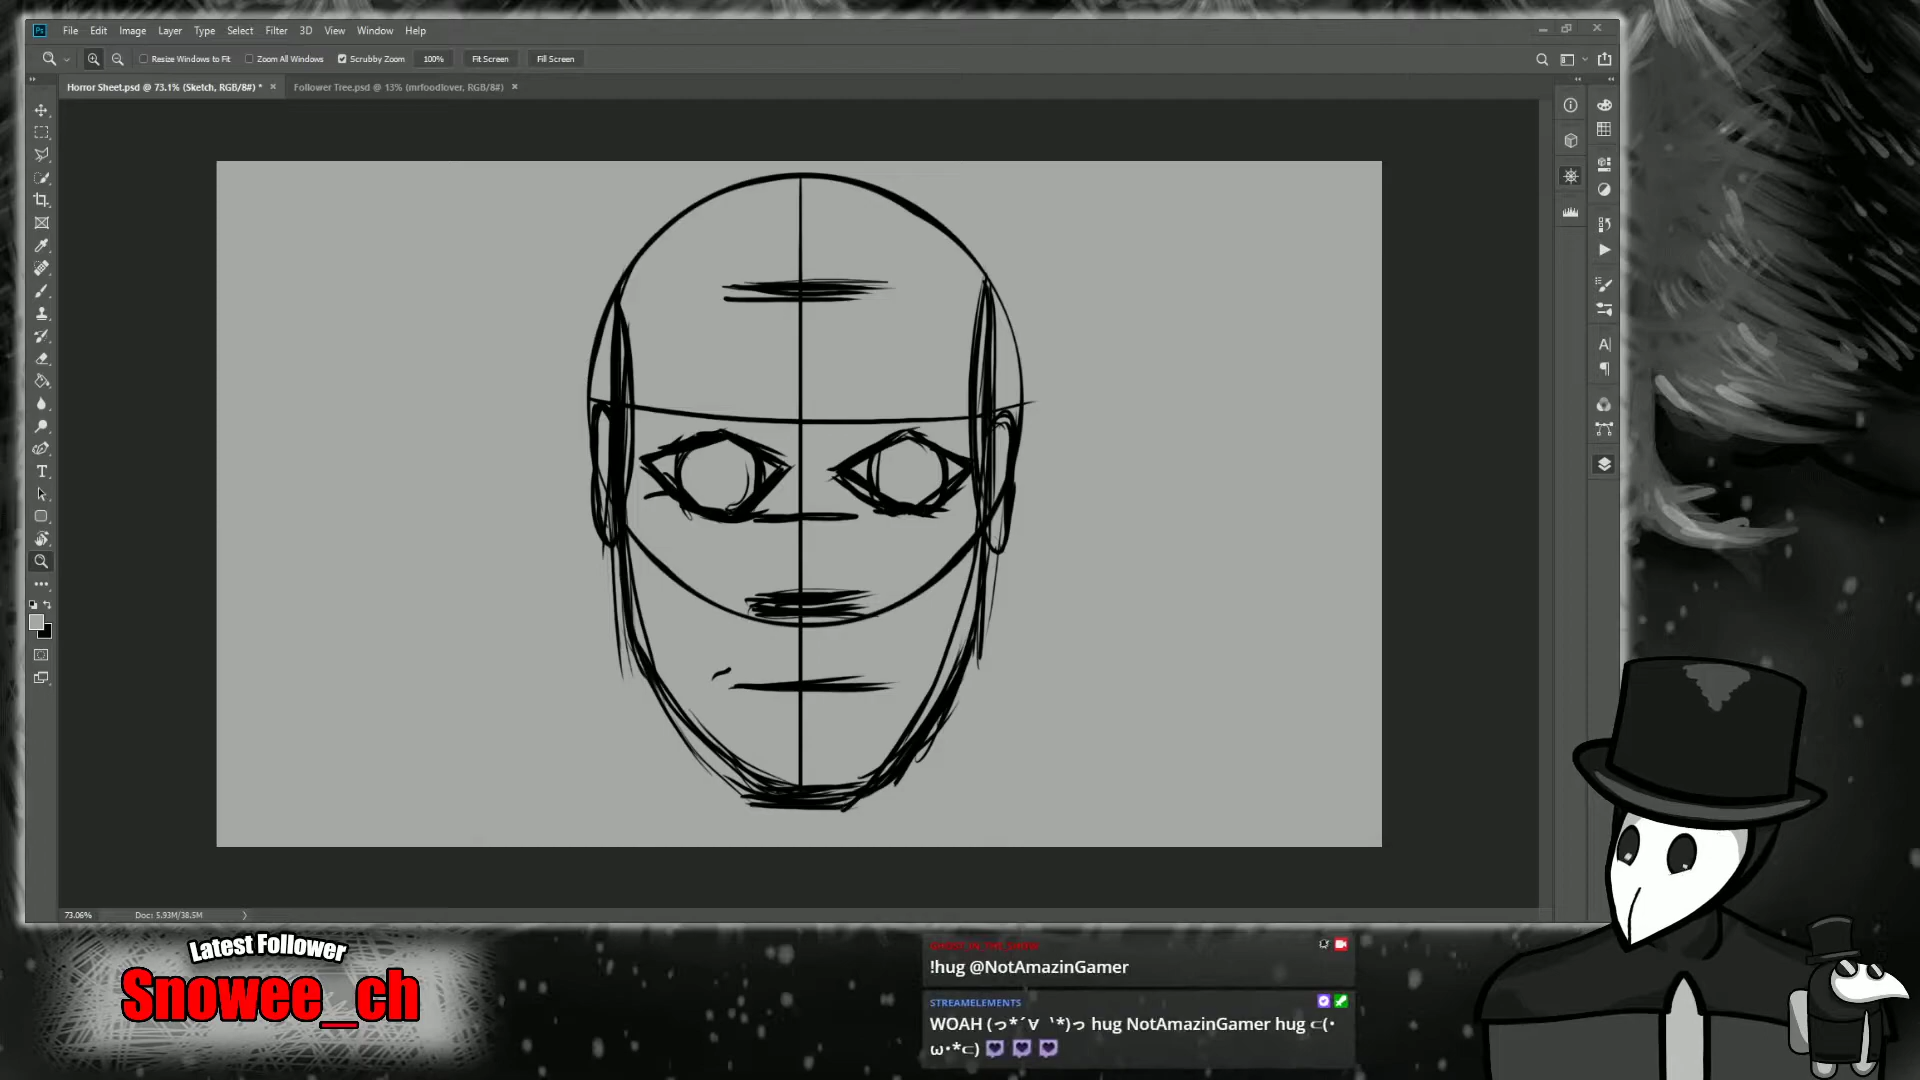 Ps File Edit Image Layer Type Select Filter 3D View Window Help
Resize Windows to Fit Zoom All Windows Scrubby Zoom 100% Fit Screen Fill Screen
Horror Sheet.psd @ 73.1% (Sketch, RGB/8#) * × Follower Tree.psd @ 13% (mrfoodlover, RGB/8#) ×
73.06% Doc: 5.93M/38.5M
Latest Follower
Snowee_ch
GHOST_IN_THE_SNOW
!hug @NotAmazinGamer
STREAMELEMENTS
WOAH (っ*´∀｀*)っ hug NotAmazinGamer hug ⊂(･
ω･*⊂)